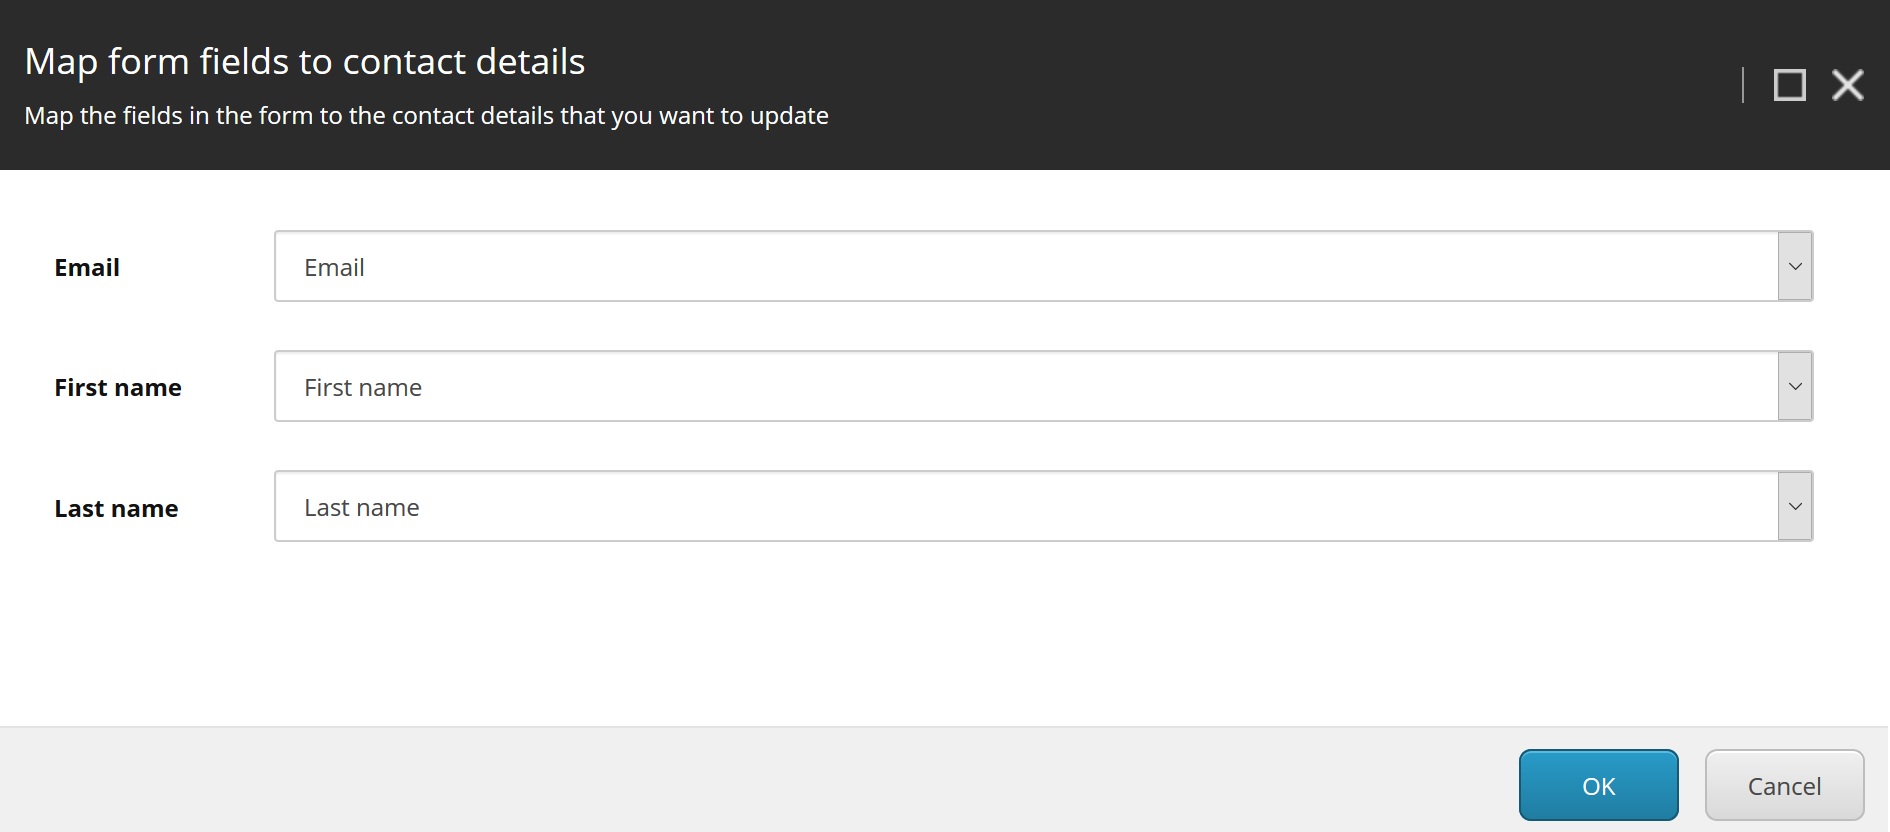 Map form fields to contact details
Map the fields in the form to the contact details that you want to update
Email Email
First name First name
Last name Last name
OK Cancel